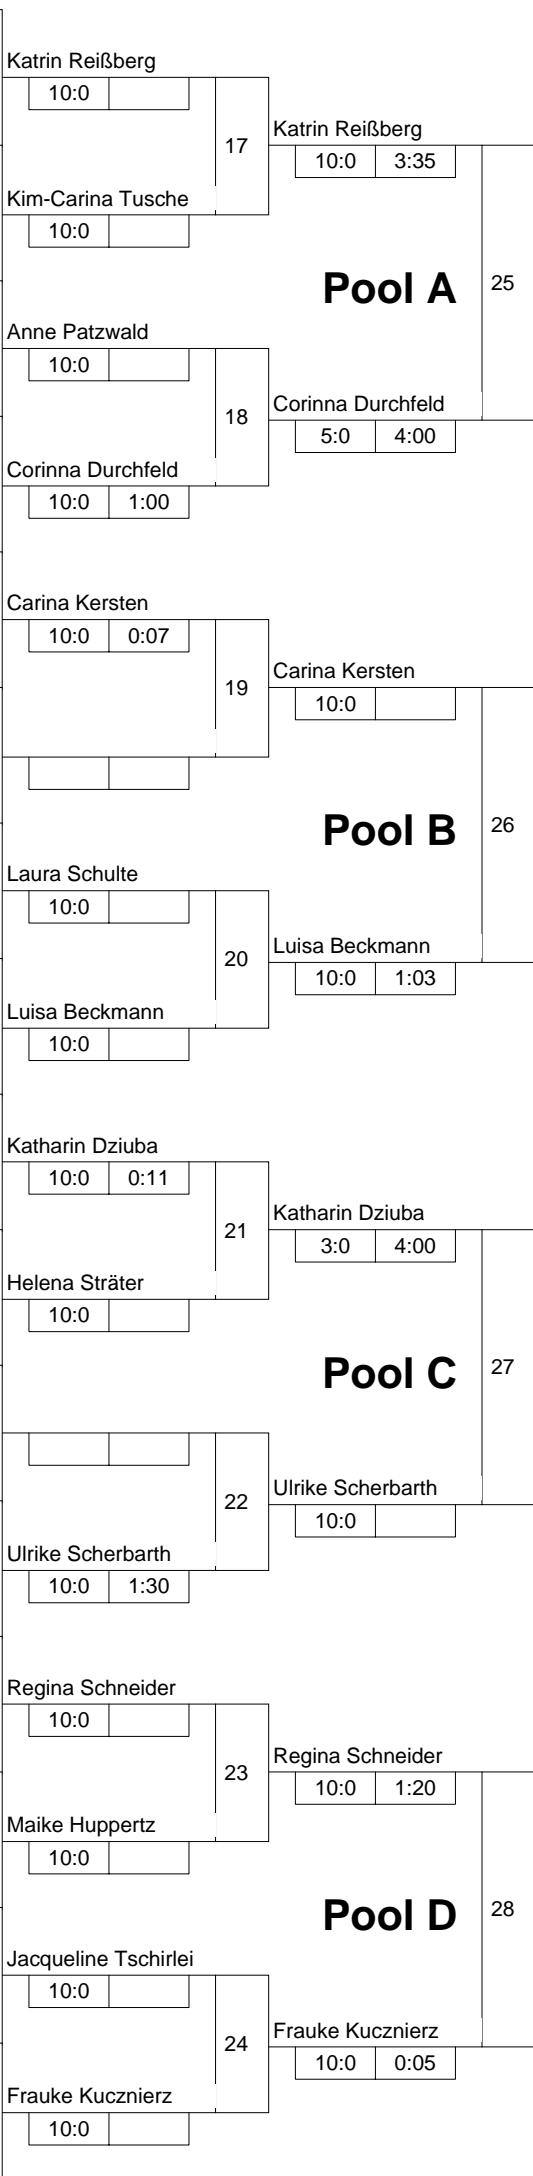 Katrin Reißberg
10:0
17
Katrin Reißberg
10:0 3:35
Kim-Carina Tusche
10:0
Pool A
25
Anne Patzwald
10:0
18
Corinna Durchfeld
5:0 4:00
Corinna Durchfeld
10:0 1:00
Carina Kersten
10:0 0:07
19
Carina Kersten
10:0
Pool B
26
Laura Schulte
10:0
20
Luisa Beckmann
10:0 1:03
Luisa Beckmann
10:0
Katharin Dziuba
10:0 0:11
21
Katharin Dziuba
3:0 4:00
Helena Sträter
10:0
Pool C
27
22
Ulrike Scherbarth
10:0
Ulrike Scherbarth
10:0 1:30
Regina Schneider
10:0
23
Regina Schneider
10:0 1:20
Maike Huppertz
10:0
Pool D
28
Jacqueline Tschirlei
10:0
24
Frauke Kucznierz
10:0 0:05
Frauke Kucznierz
10:0